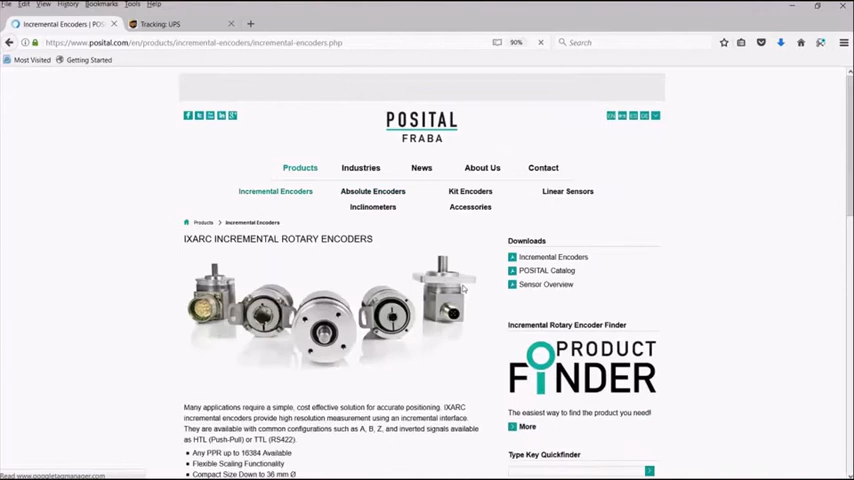 File Edit View History Bookmarks Tools Help
Incremental Encoders | POS
Tracking: UPS
https://www.posital.com/en/products/incremental-encoders/incremental-encoders.php
90%
Search
Most Visited
Getting Started
POSITAL
FRABA
Products
Industries
News
About Us
Contact
Incremental Encoders
Absolute Encoders
Kit Encoders
Linear Sensors
Inclinometers
Accessories
Products > Incremental Encoders
IXARC INCREMENTAL ROTARY ENCODERS
Downloads
Incremental Encoders
POSITAL Catalog
Sensor Overview
Incremental Rotary Encoder Finder
PRODUCT
FINDER
The easiest way to find the product you need!
More
Type Key Quickfinder
Many applications require a simple, cost effective solution for accurate positioning. IXARC
incremental encoders provide high resolution measurement using an incremental interface.
They are available with common configurations such as A, B, Z, and inverted signals available
as HTL (Push-Pull) or TTL (RS422).
Any PPR up to 16384 Available
Flexible Scaling Functionality
Compact Size Down to 36 mm Ø
Read www.googletagmanager.com